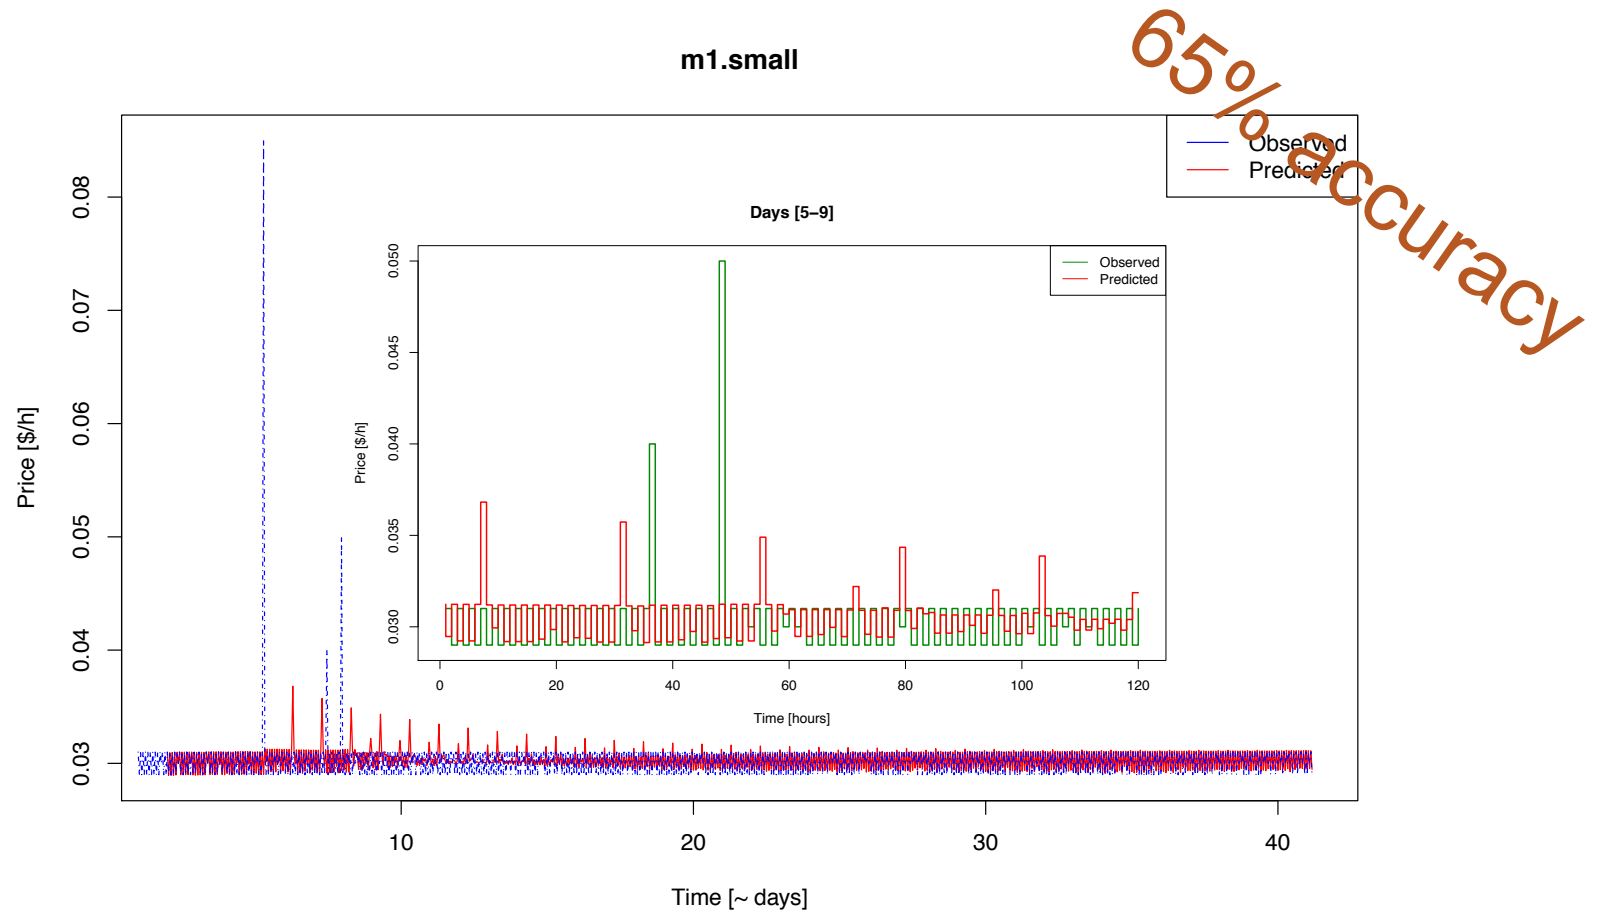 m1.small
65% accuracy
Observed
Predicted
Days [5–9]
Observed
Predicted
0.050
0.045
0.040
0.035
0.030
Price [$/h]
0 20 40 60 80 100 120
Time [hours]
0.08
0.07
0.06
0.05
0.04
0.03
Price [$/h]
10 20 30 40
Time [~ days]